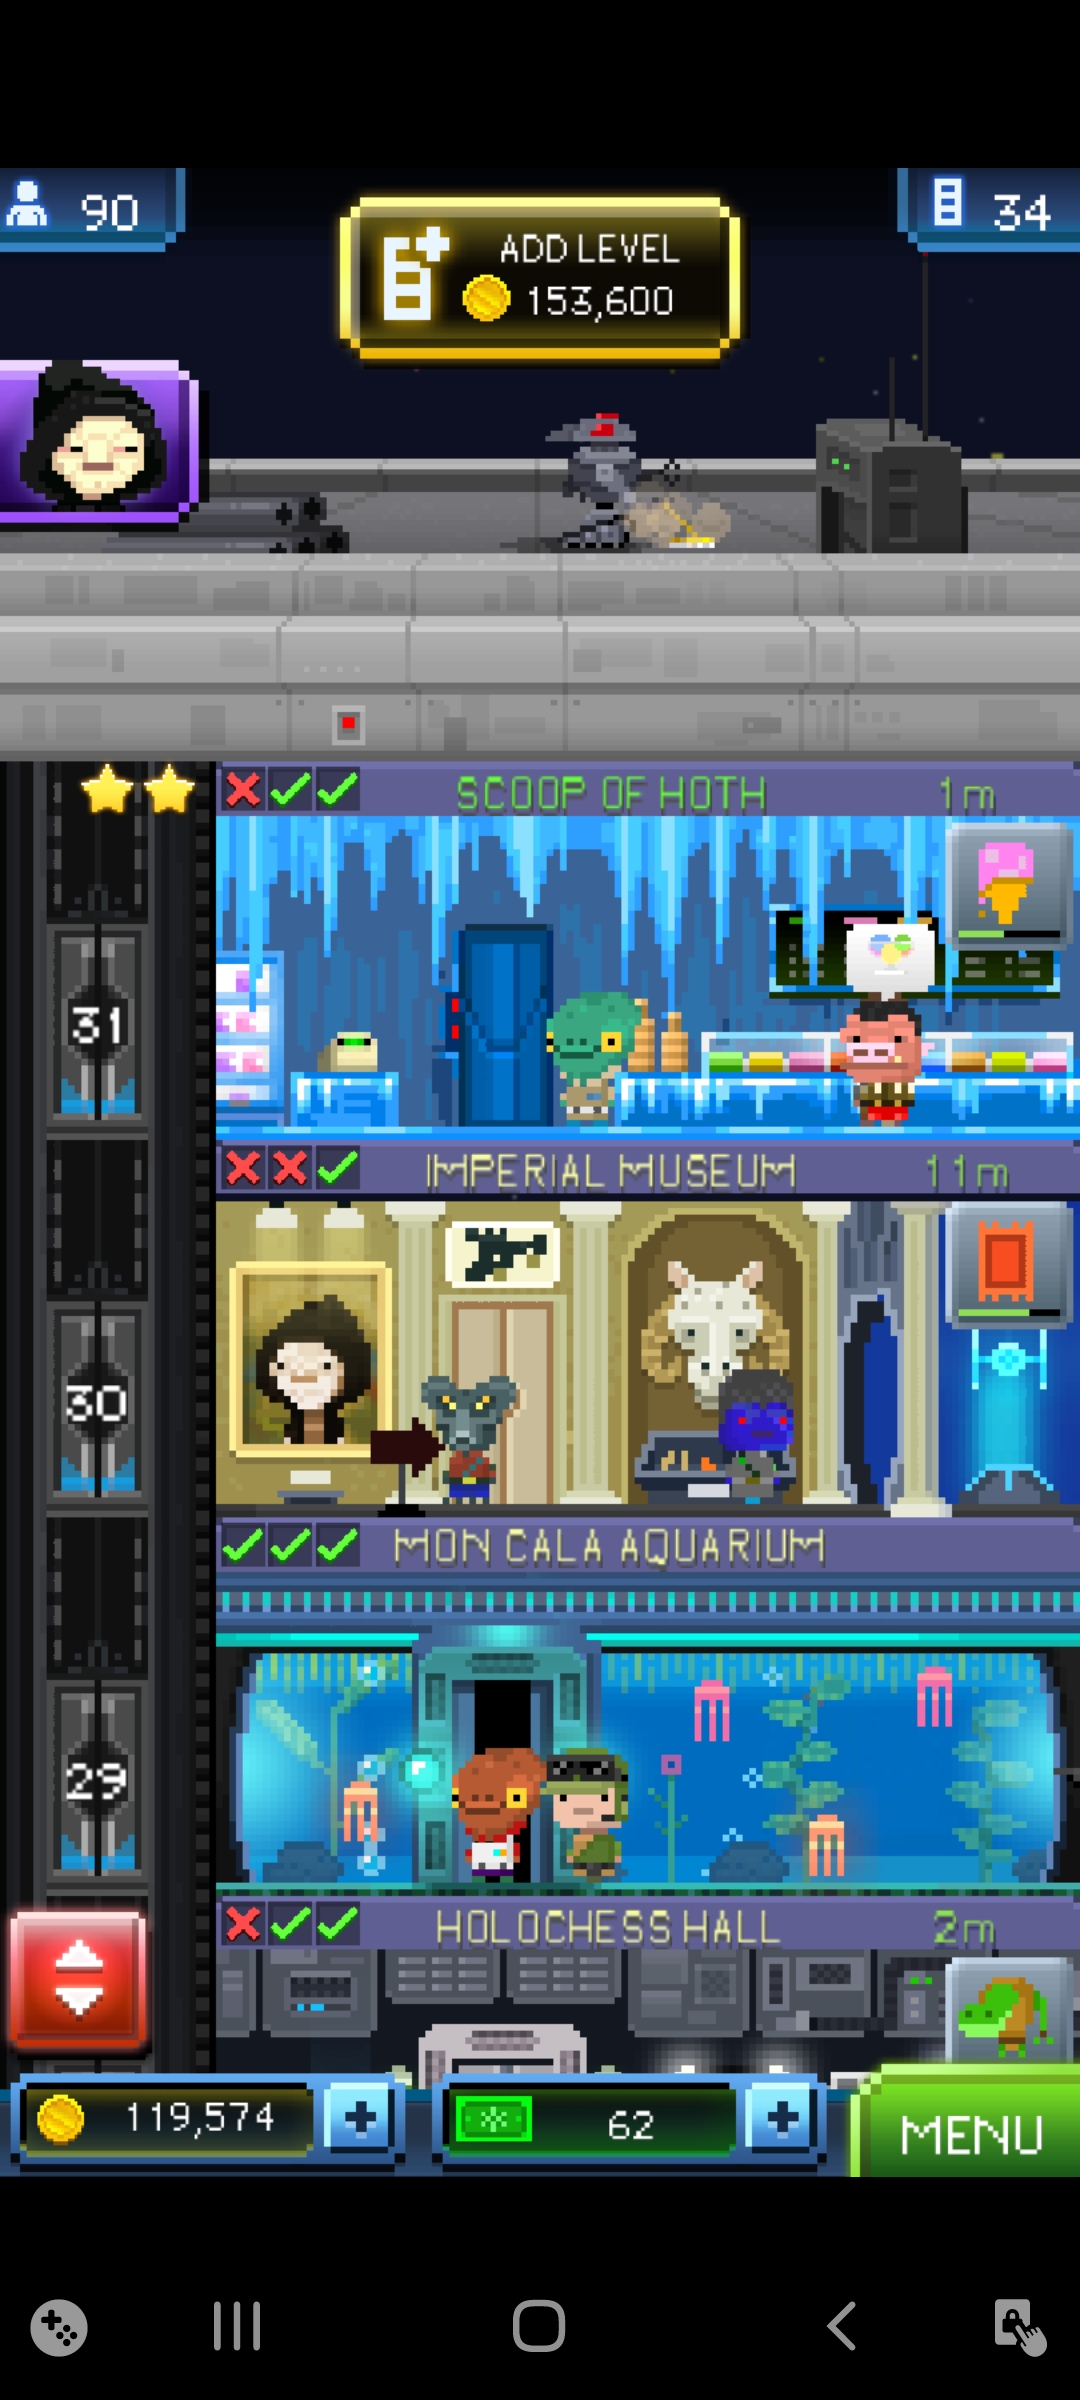 90
ADD LEVEL
153,600
34
SCOOP OF HOTH
1m
31
IMPERIAL MUSEUM
11m
30
MON CALA AQUARIUM
29
HOLOCHESS HALL
2m
119,574
62
MENU